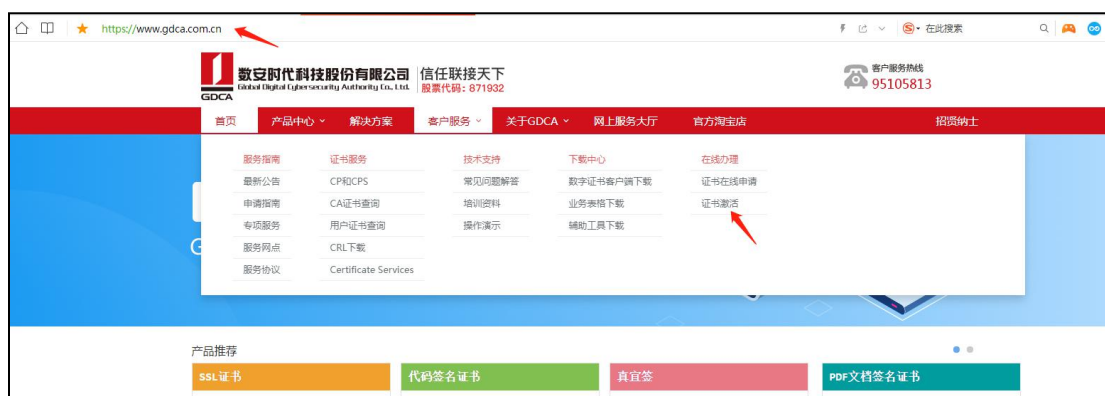 https://www.gdca.com.cn
在此搜索
数安时代科技股份有限公司
Global Digital Cybersecurity Authority Co., Ltd.
GDCA
信任联接天下
股票代码: 871932
客户服务热线
95105813
首页 产品中心 解决方案 客户服务 关于GDCA 网上服务大厅 官方淘宝店 招贤纳士
服务指南 证书服务 技术支持 下载中心 在线办理
最新公告 CP和CPS 常见问题解答 数字证书客户端下载 证书在线申请
申请指南 CA证书查询 培训资料 业务表格下载 证书激活
专项服务 用户证书查询 操作演示 辅助工具下载
服务网点 CRL下载
服务协议 Certificate Services
G
产品推荐
SSL证书 代码签名证书 真宜签 PDF文档签名证书